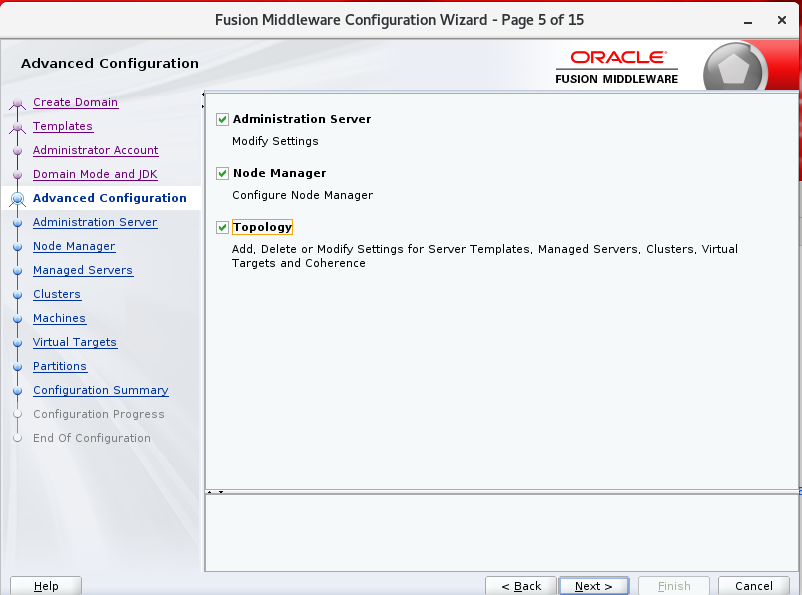 Fusion Middleware Configuration Wizard - Page 5 of 15
Advanced Configuration
ORACLE
FUSION MIDDLEWARE
Create Domain
Templates
Administrator Account
Domain Mode and JDK
Advanced Configuration
Administration Server
Node Manager
Managed Servers
Clusters
Machines
Virtual Targets
Partitions
Configuration Summary
Configuration Progress
End Of Configuration
Administration Server
Modify Settings
Node Manager
Configure Node Manager
Topology
Add, Delete or Modify Settings for Server Templates, Managed Servers, Clusters, Virtual
Targets and Coherence
Help
< Back
Next >
Finish
Cancel